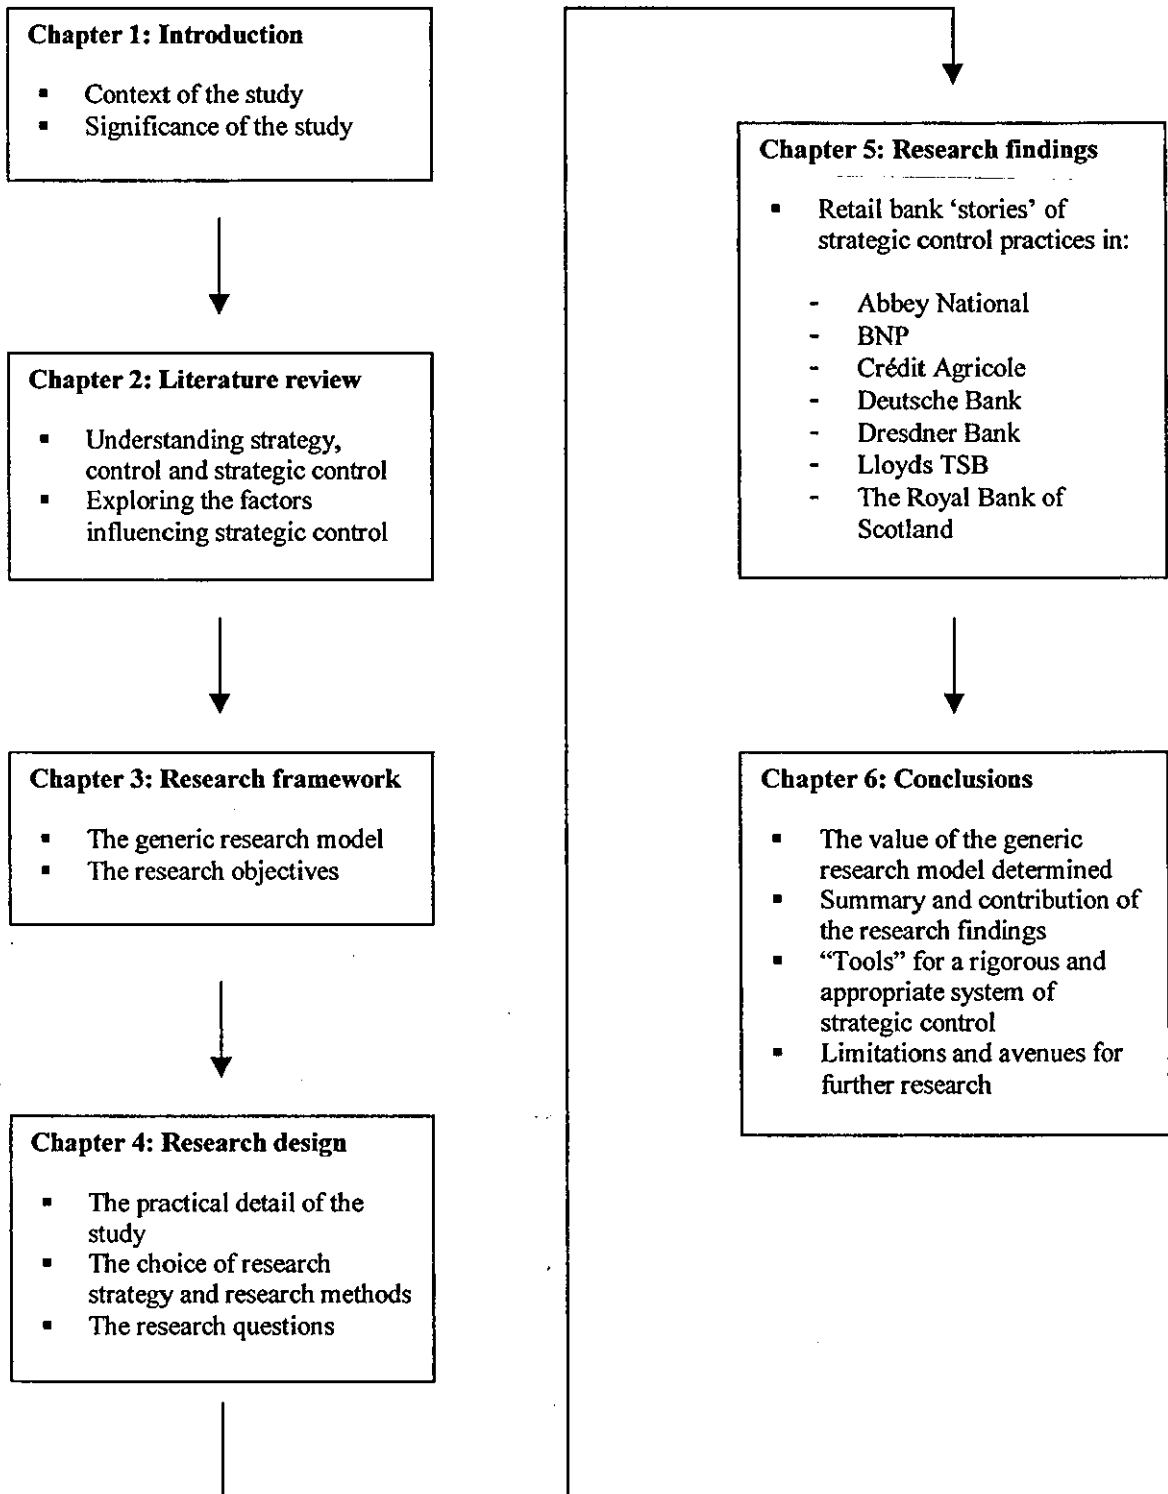 Chapter 1: Introduction
▪ Context of the study
▪ Significance of the study
Chapter 2: Literature review
▪ Understanding strategy,
control and strategic control
▪ Exploring the factors
influencing strategic control
Chapter 3: Research framework
▪ The generic research model
▪ The research objectives
Chapter 4: Research design
▪ The practical detail of the
study
▪ The choice of research
strategy and research methods
▪ The research questions
Chapter 5: Research findings
▪ Retail bank ‘stories’ of
strategic control practices in:
- Abbey National
- BNP
- Crédit Agricole
- Deutsche Bank
- Dresdner Bank
- Lloyds TSB
- The Royal Bank of
Scotland
Chapter 6: Conclusions
▪ The value of the generic
research model determined
▪ Summary and contribution of
the research findings
▪ “Tools” for a rigorous and
appropriate system of
strategic control
▪ Limitations and avenues for
further research